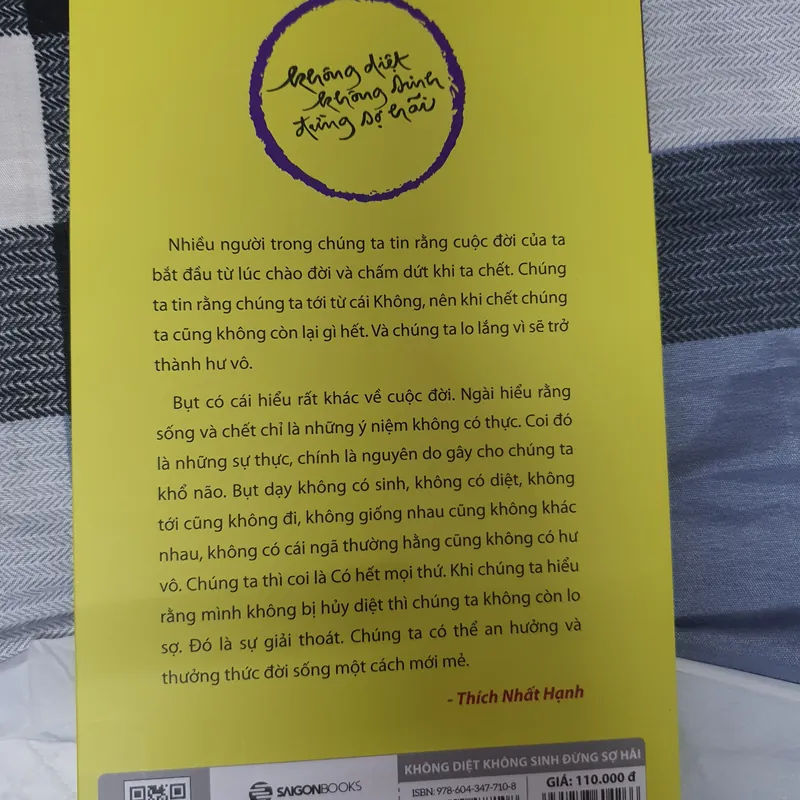 không diệt
không sinh
đừng sợ hãi
Nhiều người trong chúng ta tin rằng cuộc đời của ta
bắt đầu từ lúc chào đời và chấm dứt khi ta chết. Chúng
ta tin rằng chúng ta tới từ cái Không, nên khi chết chúng
ta cũng không còn lại gì hết. Và chúng ta lo lắng vì sẽ trở
thành hư vô.
Bụt có cái hiểu rất khác về cuộc đời. Ngài hiểu rằng
sống và chết chỉ là những ý niệm không có thực. Coi đó
là những sự thực, chính là nguyên do gây cho chúng ta
khổ não. Bụt dạy không có sinh, không có diệt, không
tới cũng không đi, không giống nhau cũng không khác
nhau, không có cái ngã thường hằng cũng không có hư
vô. Chúng ta thì coi là Có hết mọi thứ. Khi chúng ta hiểu
rằng mình không bị hủy diệt thì chúng ta không còn lo
sợ. Đó là sự giải thoát. Chúng ta có thể an hưởng và
thưởng thức đời sống một cách mới mẻ.
- Thích Nhất Hạnh
KHÔNG DIỆT KHÔNG SINH ĐỪNG SỢ HÃI
SAIGONBOOKS
ISBN: 978-604-347-710-8
GIÁ: 110.000 đ